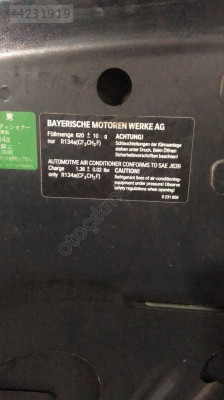 #4231919
BAYERISCHE MOTOREN WERKE AG
Füllmenge 620 ± 10 g
nur R134a(CF₃CH₂F)
ACHTUNG!
Schlauchanlage der Klimaanlage
stehen unter Druck, Beim Öffnen
Sicherheitsvorschriften beachten!
AUTOMOTIVE AIR CONDITIONER CONFORMS TO SAE J639
Charge 1.36 ± 0.02 lbs
only R134a(CF₃CH₂F)
CAUTION!
Refrigerant lines of air-conditioning-
equipment under pressure! Observe
safety regulations when opening!